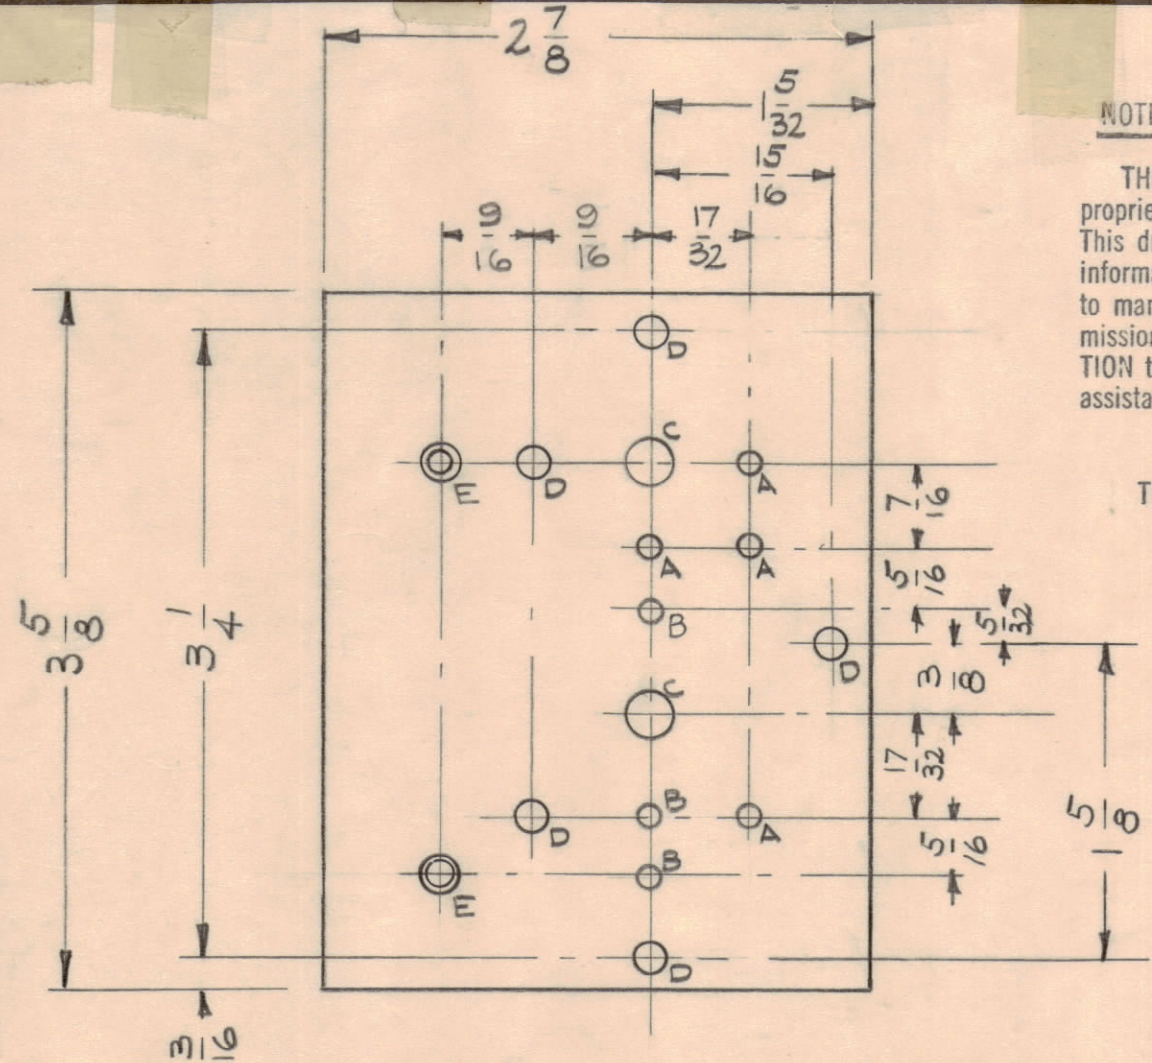 2 7/8
1 5/32
15/16
9/16 9/16 17/32
NOTE
TH
proprie
This d
informa
to man
mission
TION t
assista
T
D
C
E D A
A A
B
D
C
B
D A
B
E
D
7/16
5/16
5/32
3/8
17/32
5/16
1 5/8
3 5/8
3 1/4
3/16